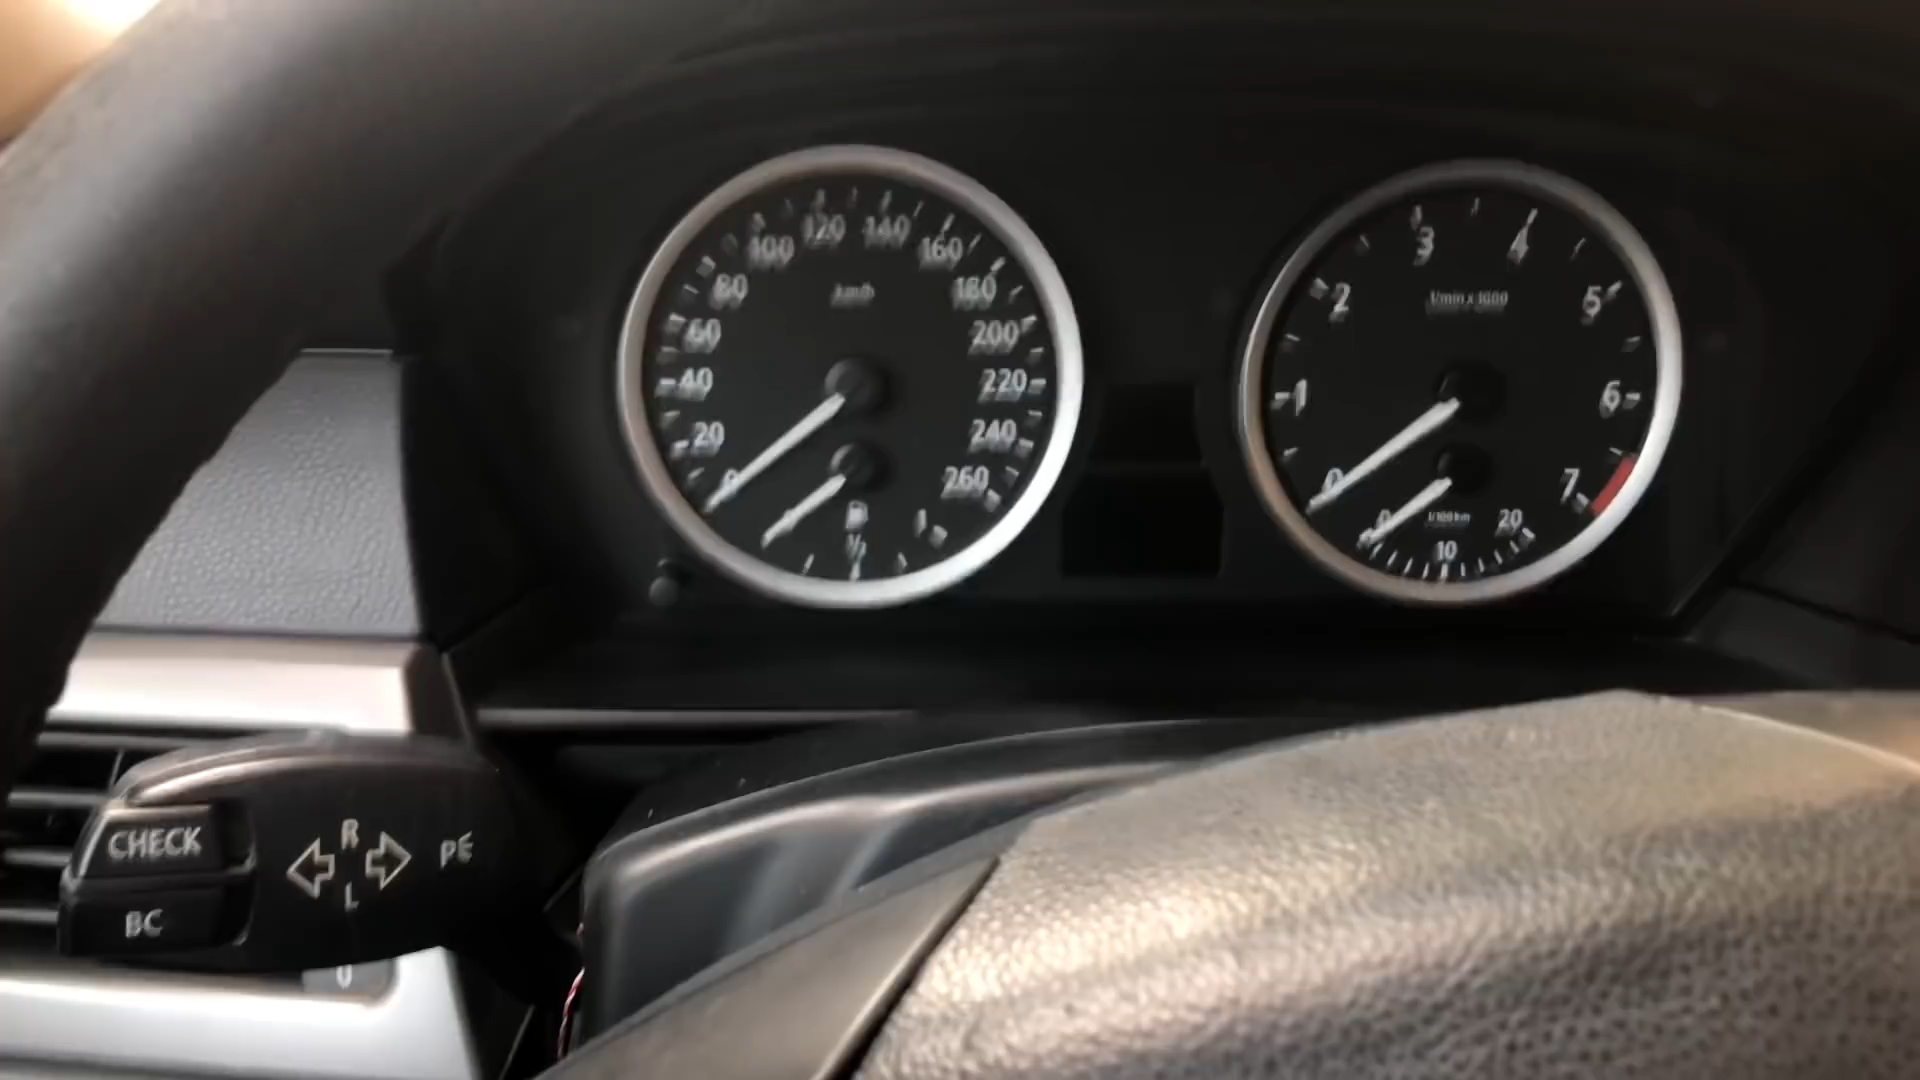 120 140
100 160
80 180
km/h
60 200
40 220
20 240
0 260
1/2
3 4
2 5
1/min x 1000
1 6
0 7
0 l/100km 20
10
CHECK
R
L
BC
0